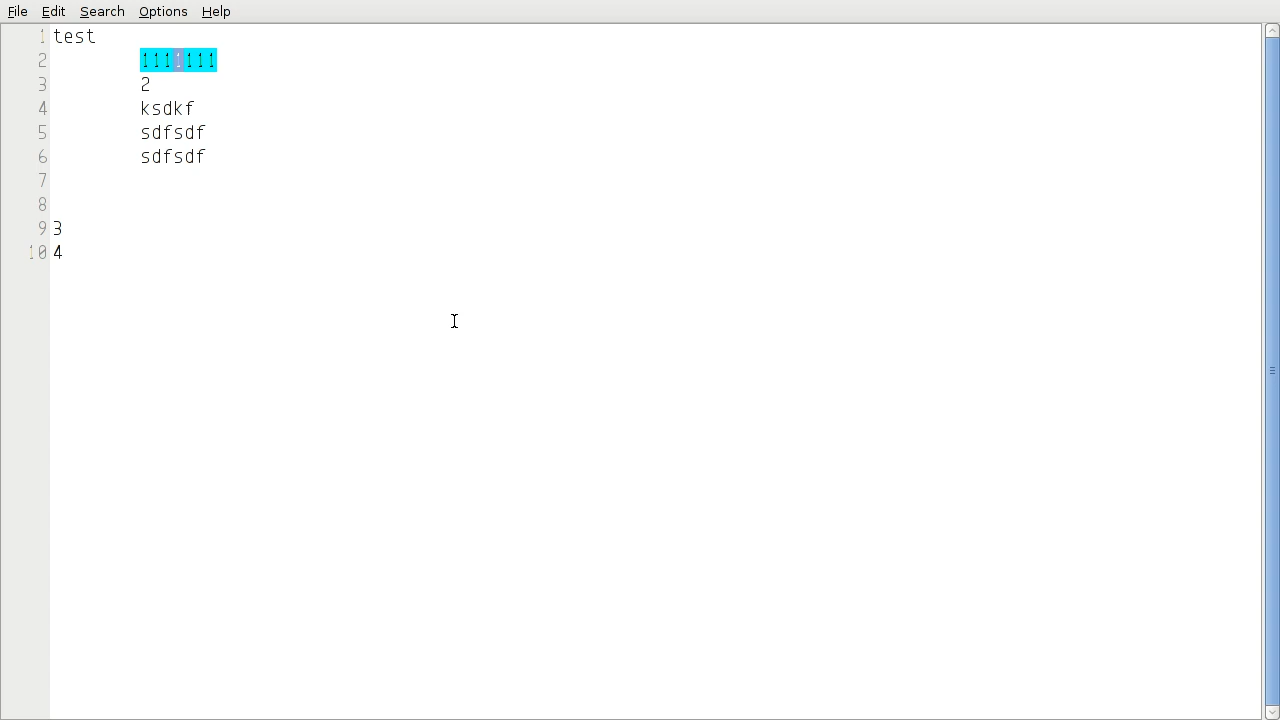 File Edit Search Options Help
1 test
2 1111111
3 2
4 ksdkf
5 sdfsdf
6 sdfsdf
7
8
9 3
10 4